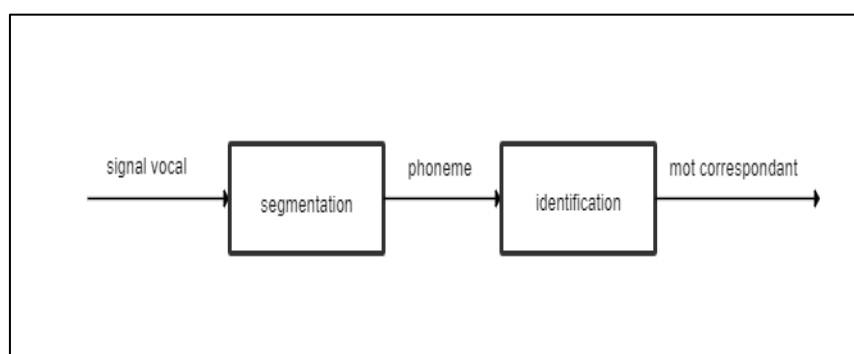 signal vocal
segmentation
phoneme
identification
mot correspondant